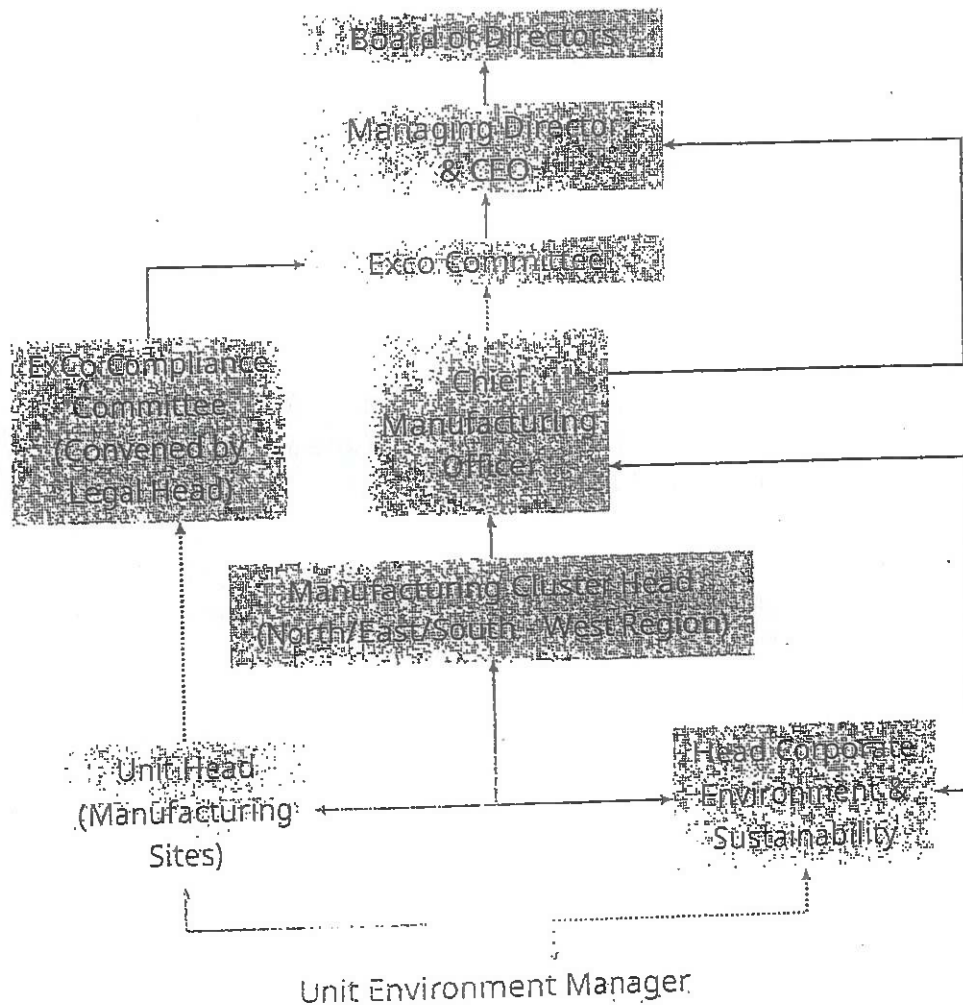 Board of Directors
Managing Director
& CEO
Exco Committee
ExCo Compliance
Committee
(Convened by
Legal Head)
Chief
Manufacturing
Officer
Manufacturing Cluster Head
(North/East/South - West Region)
Unit Head
(Manufacturing
Sites)
Head Corporate
Environment &
Sustainability
Unit Environment Manager